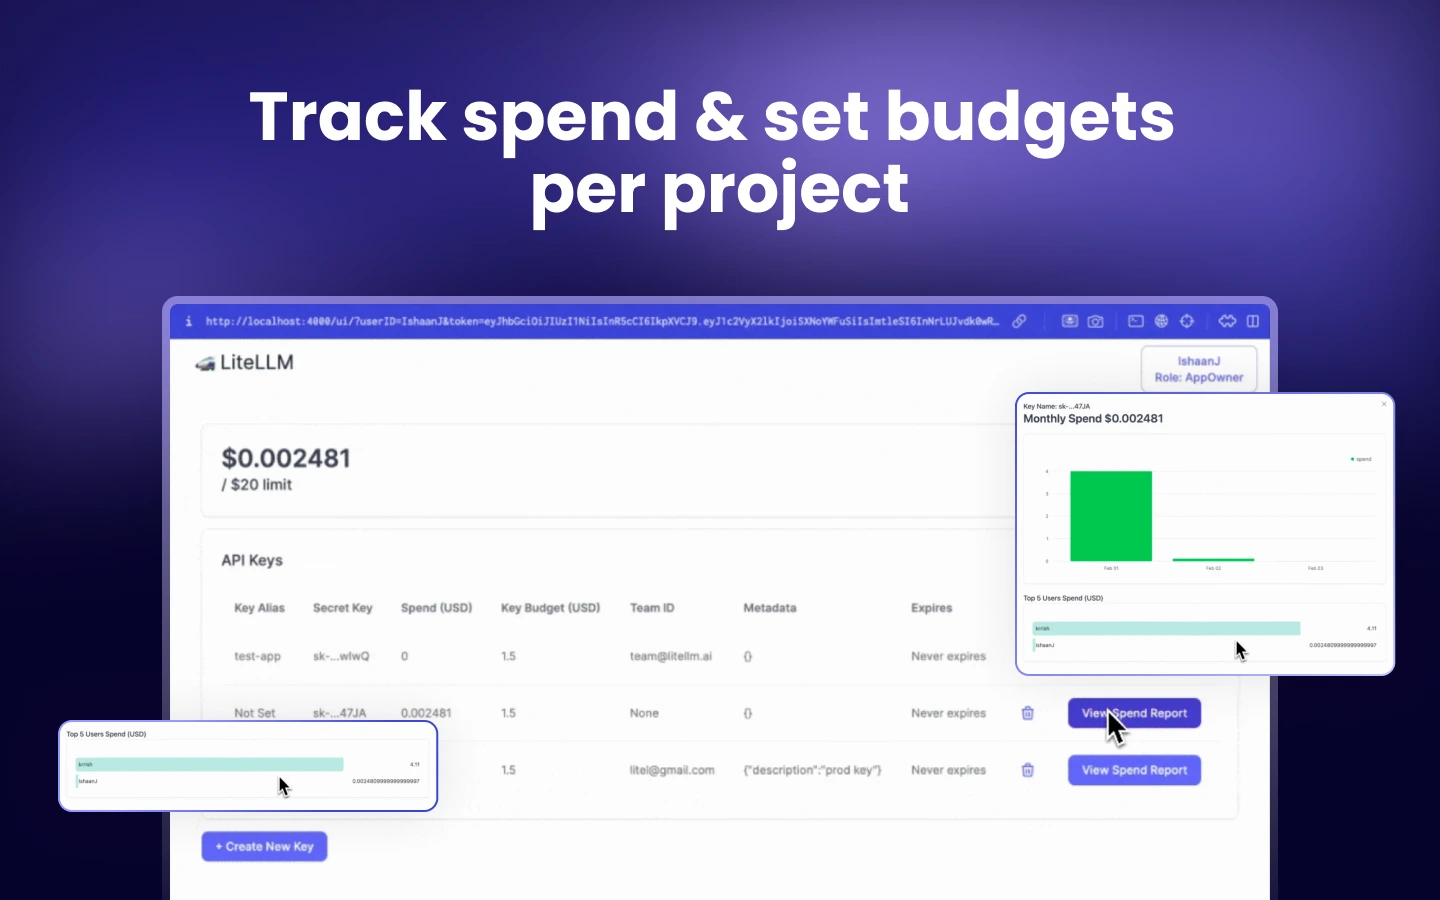 Track spend & set budgets
per project
http://localhost:4000/ui/?userID=IshaanJ&token=eyJhbGciOiJIUzI1NiIsInR5cCI6IkpXVCJ9.eyJ1c2VyX2lkIjoiSXNoYWFuSiIsImtleSI6InNrLUJvdk0wR…
LiteLLM
IshaanJ
Role: AppOwner
$0.002481
/ $20 limit
API Keys
Key Alias Secret Key Spend (USD) Key Budget (USD) Team ID Metadata Expires
test-app sk-...wIwQ 0 1.5 team@litellm.ai {} Never expires
Not Set sk-...47JA 0.002481 1.5 None {} Never expires View Spend Report
1.5 litel@gmail.com {"description":"prod key"} Never expires View Spend Report
+ Create New Key
Key Name: sk-...47JA
Monthly Spend $0.002481
spend
4
3
2
1
0
Feb 01 Feb 02 Feb 03
Top 5 Users Spend (USD)
krrish 4.11
IshaanJ 0.0024809999999999997
Top 5 Users Spend (USD)
krrish 4.11
IshaanJ 0.0024809999999999997